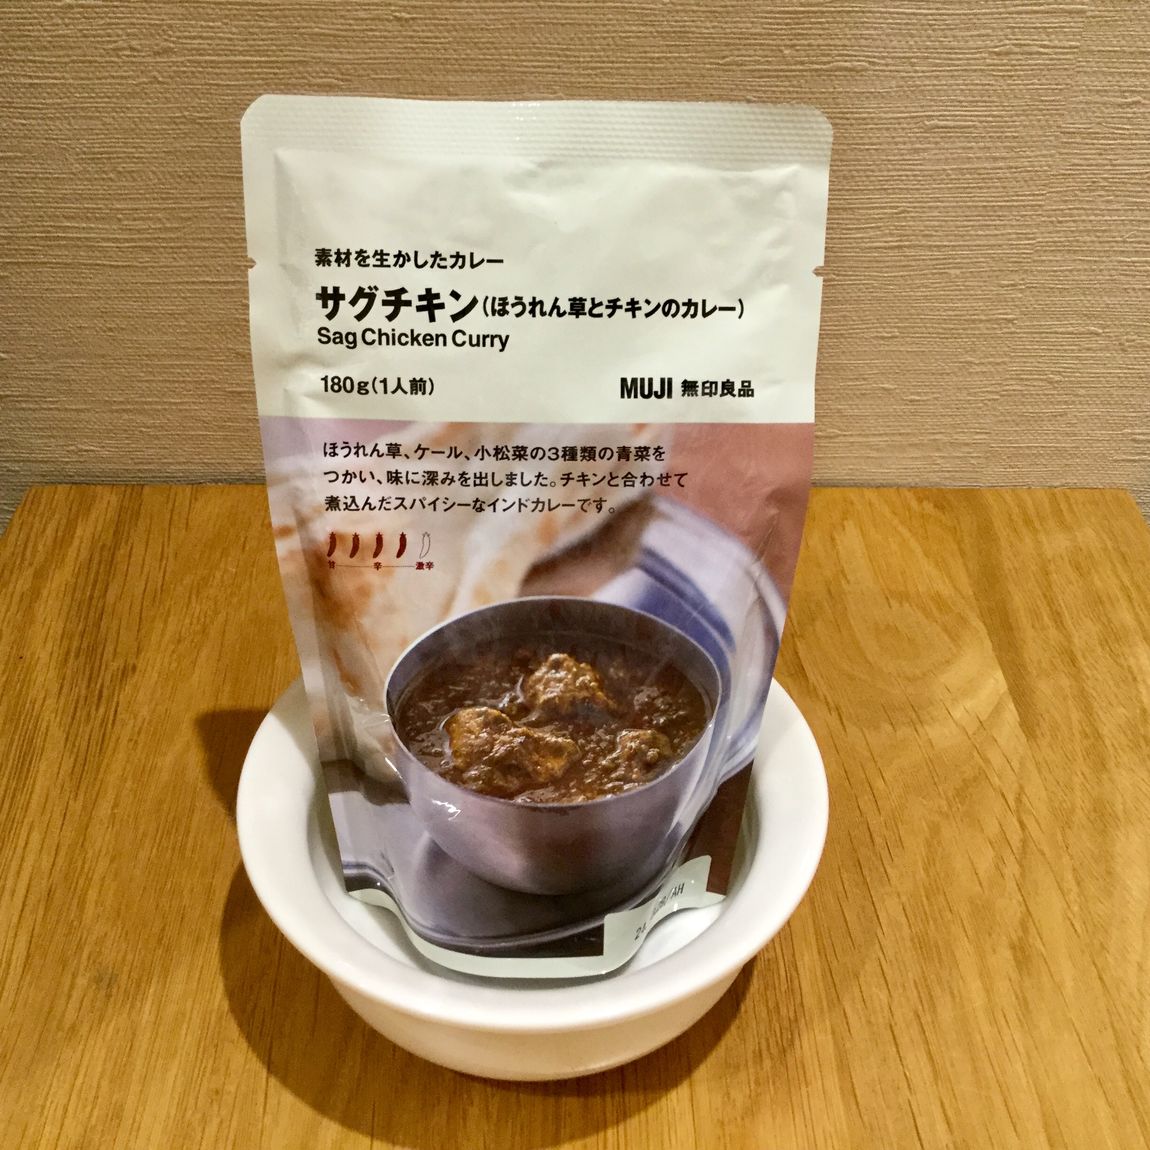 素材を生かしたカレー
サグチキン(ほうれん草とチキンのカレー)
Sag Chicken Curry
180g(1人前)
MUJI 無印良品
ほうれん草、ケール、小松菜の3種類の青菜を
つかい、味に深みを出しました。チキンと合わせて
煮込んだスパイシーなインドカレーです。
甘 辛 激辛